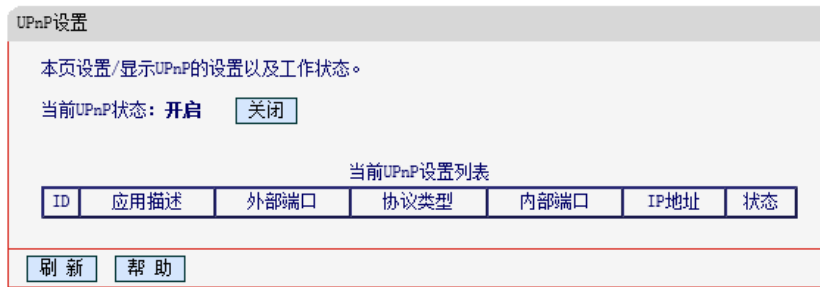 UPnP设置
本页设置/显示UPnP的设置以及工作状态。
当前UPnP状态: 开启 关闭
当前UPnP设置列表
ID 应用描述 外部端口 协议类型 内部端口 IP地址 状态
刷 新 帮 助